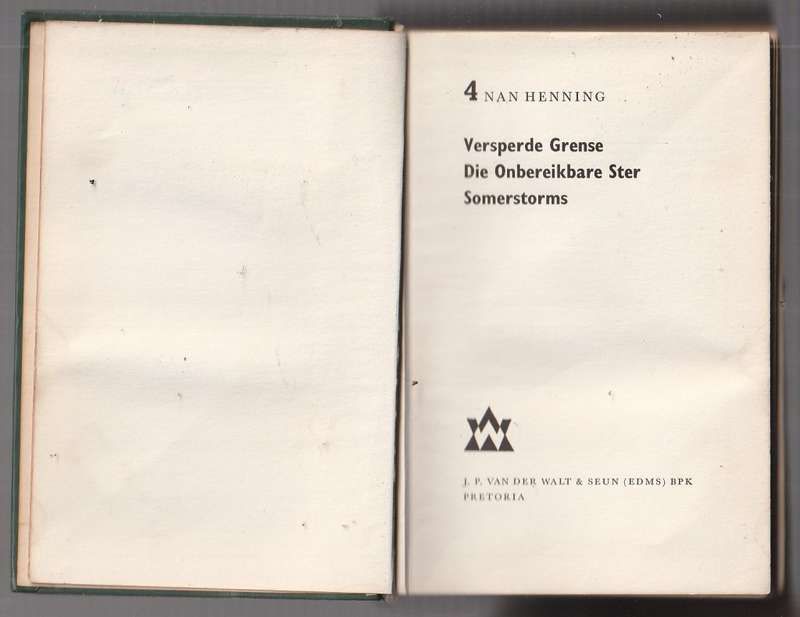 4 NAN HENNING
Versperde Grense
Die Onbereikbare Ster
Somerstorms
J. P. VAN DER WALT & SEUN (EDMS) BPK
PRETORIA